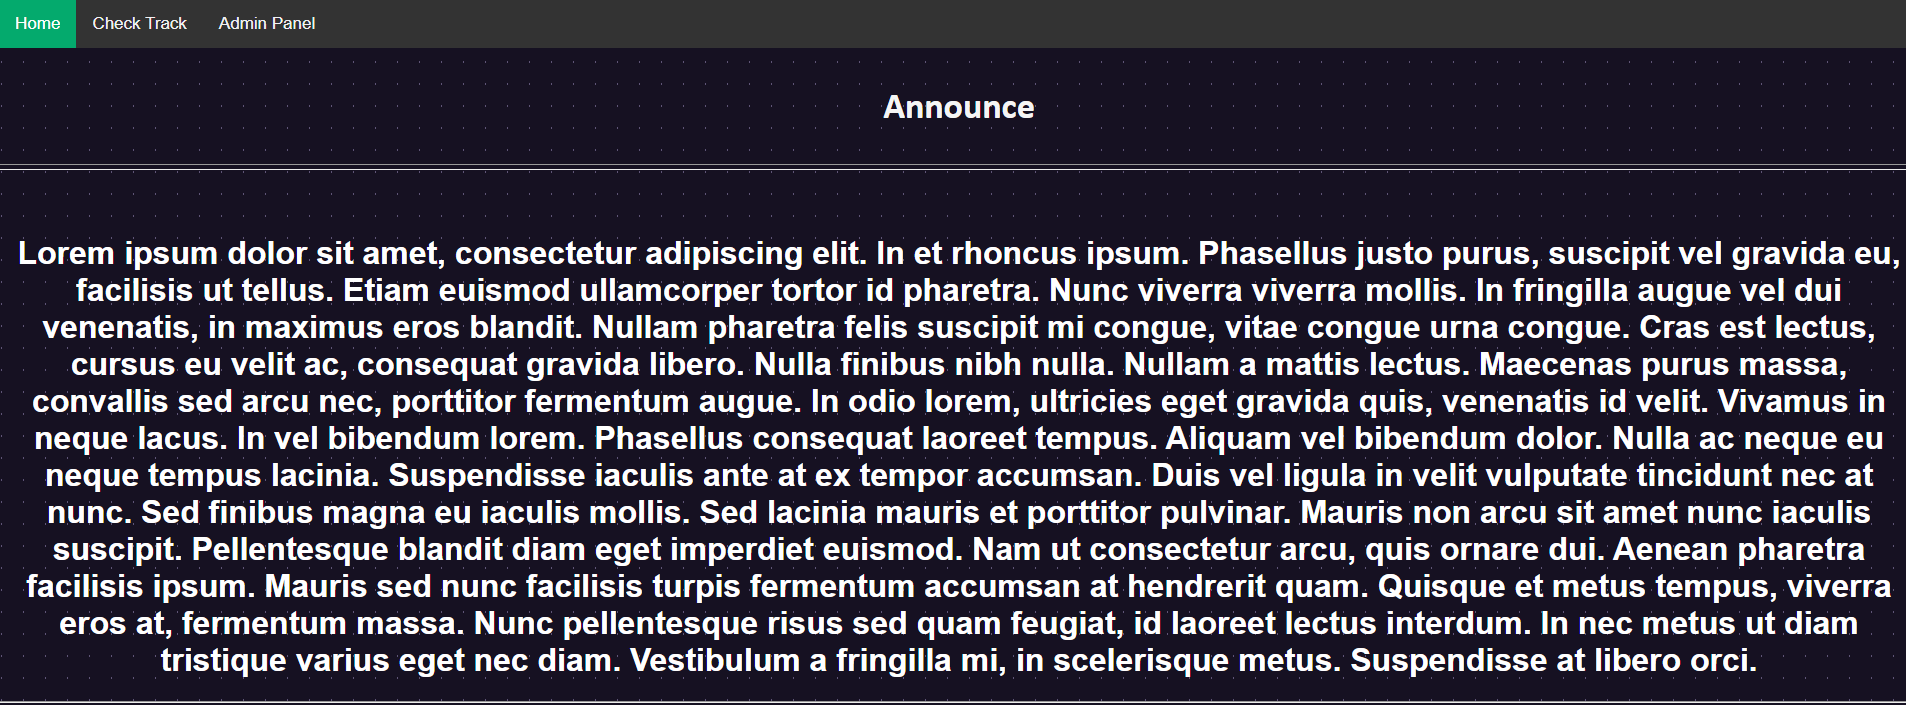 Home Check Track Admin Panel
Announce
Lorem ipsum dolor sit amet, consectetur adipiscing elit. In et rhoncus ipsum. Phasellus justo purus, suscipit vel gravida eu,
facilisis ut tellus. Etiam euismod ullamcorper tortor id pharetra. Nunc viverra viverra mollis. In fringilla augue vel dui
venenatis, in maximus eros blandit. Nullam pharetra felis suscipit mi congue, vitae congue urna congue. Cras est lectus,
cursus eu velit ac, consequat gravida libero. Nulla finibus nibh nulla. Nullam a mattis lectus. Maecenas purus massa,
convallis sed arcu nec, porttitor fermentum augue. In odio lorem, ultricies eget gravida quis, venenatis id velit. Vivamus in
neque lacus. In vel bibendum lorem. Phasellus consequat laoreet tempus. Aliquam vel bibendum dolor. Nulla ac neque eu
neque tempus lacinia. Suspendisse iaculis ante at ex tempor accumsan. Duis vel ligula in velit vulputate tincidunt nec at
nunc. Sed finibus magna eu iaculis mollis. Sed lacinia mauris et porttitor pulvinar. Mauris non arcu sit amet nunc iaculis
suscipit. Pellentesque blandit diam eget imperdiet euismod. Nam ut consectetur arcu, quis ornare dui. Aenean pharetra
facilisis ipsum. Mauris sed nunc facilisis turpis fermentum accumsan at hendrerit quam. Quisque et metus tempus, viverra
eros at, fermentum massa. Nunc pellentesque risus sed quam feugiat, id laoreet lectus interdum. In nec metus ut diam
tristique varius eget nec diam. Vestibulum a fringilla mi, in scelerisque metus. Suspendisse at libero orci.